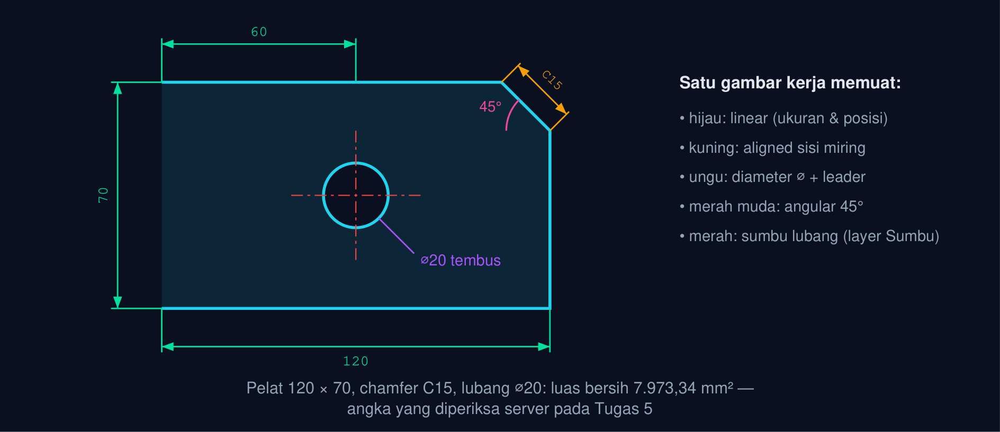 60
C15
45°
70
⌀20 tembus
120
Satu gambar kerja memuat:
• hijau: linear (ukuran & posisi)
• kuning: aligned sisi miring
• ungu: diameter ⌀ + leader
• merah muda: angular 45°
• merah: sumbu lubang (layer Sumbu)
Pelat 120 × 70, chamfer C15, lubang ⌀20: luas bersih 7.973,34 mm² —
angka yang diperiksa server pada Tugas 5